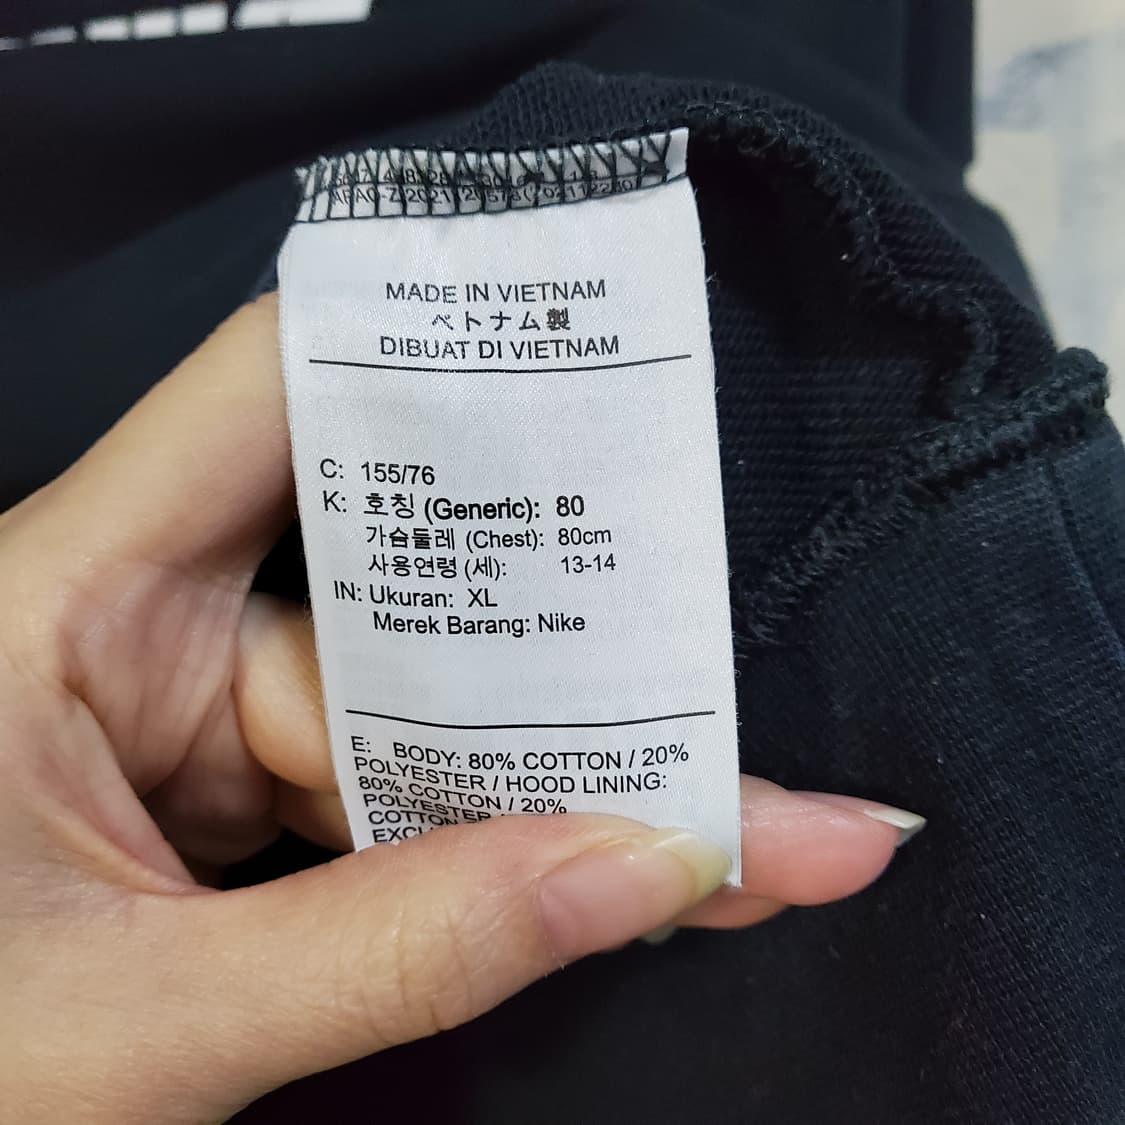 MADE IN VIETNAM
ベトナム製
DIBUAT DI VIETNAM
C: 155/76
K: 호칭 (Generic): 80
가슴둘레 (Chest): 80cm
사용연령 (세): 13-14
IN: Ukuran: XL
Merek Barang: Nike
E: BODY: 80% COTTON / 20%
POLYESTER / HOOD LINING:
80% COTTON / 20%
POLYESTER
COTTON